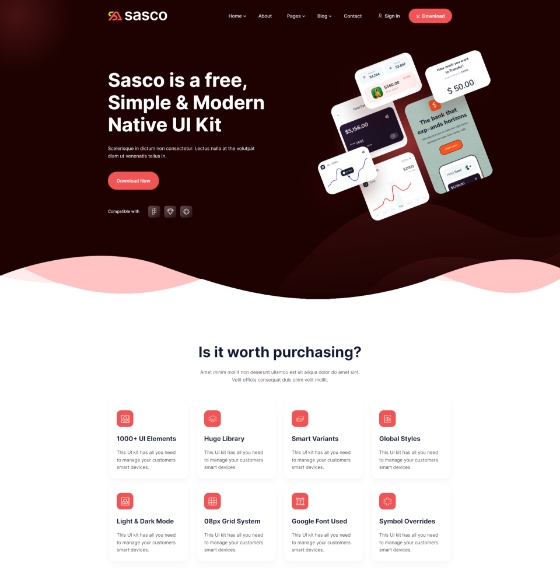 sasco
Home
About
Pages
Blog
Contact
Sign In
Download
Sasco is a free,
Simple & Modern
Native UI Kit
Scelerisque in dictum non consectetur. Lectus nulla at the volutpat
diam ut venenatis tellus in.
Download Now
Compatible with
$180.00
$ 50.00
$3,156.00
The bank that
Is it worth purchasing?
Amet minim mollit non deserunt ullamco est sit aliqua dolor do amet sint.
Velit officia consequat duis enim velit mollit.
1000+ UI Elements
This UI kit has all you need
to manage your customers
smart devices.
Huge Library
This UI kit has all you need
to manage your customers
smart devices.
Smart Variants
This UI kit has all you need
to manage your customers
smart devices.
Global Styles
This UI kit has all you need
to manage your customers
smart devices.
Light & Dark Mode
This UI kit has all you need
to manage your customers
smart devices.
08px Grid System
This UI kit has all you need
to manage your customers
smart devices.
Google Font Used
This UI kit has all you need
to manage your customers
smart devices.
Symbol Overrides
This UI kit has all you need
to manage your customers
smart devices.